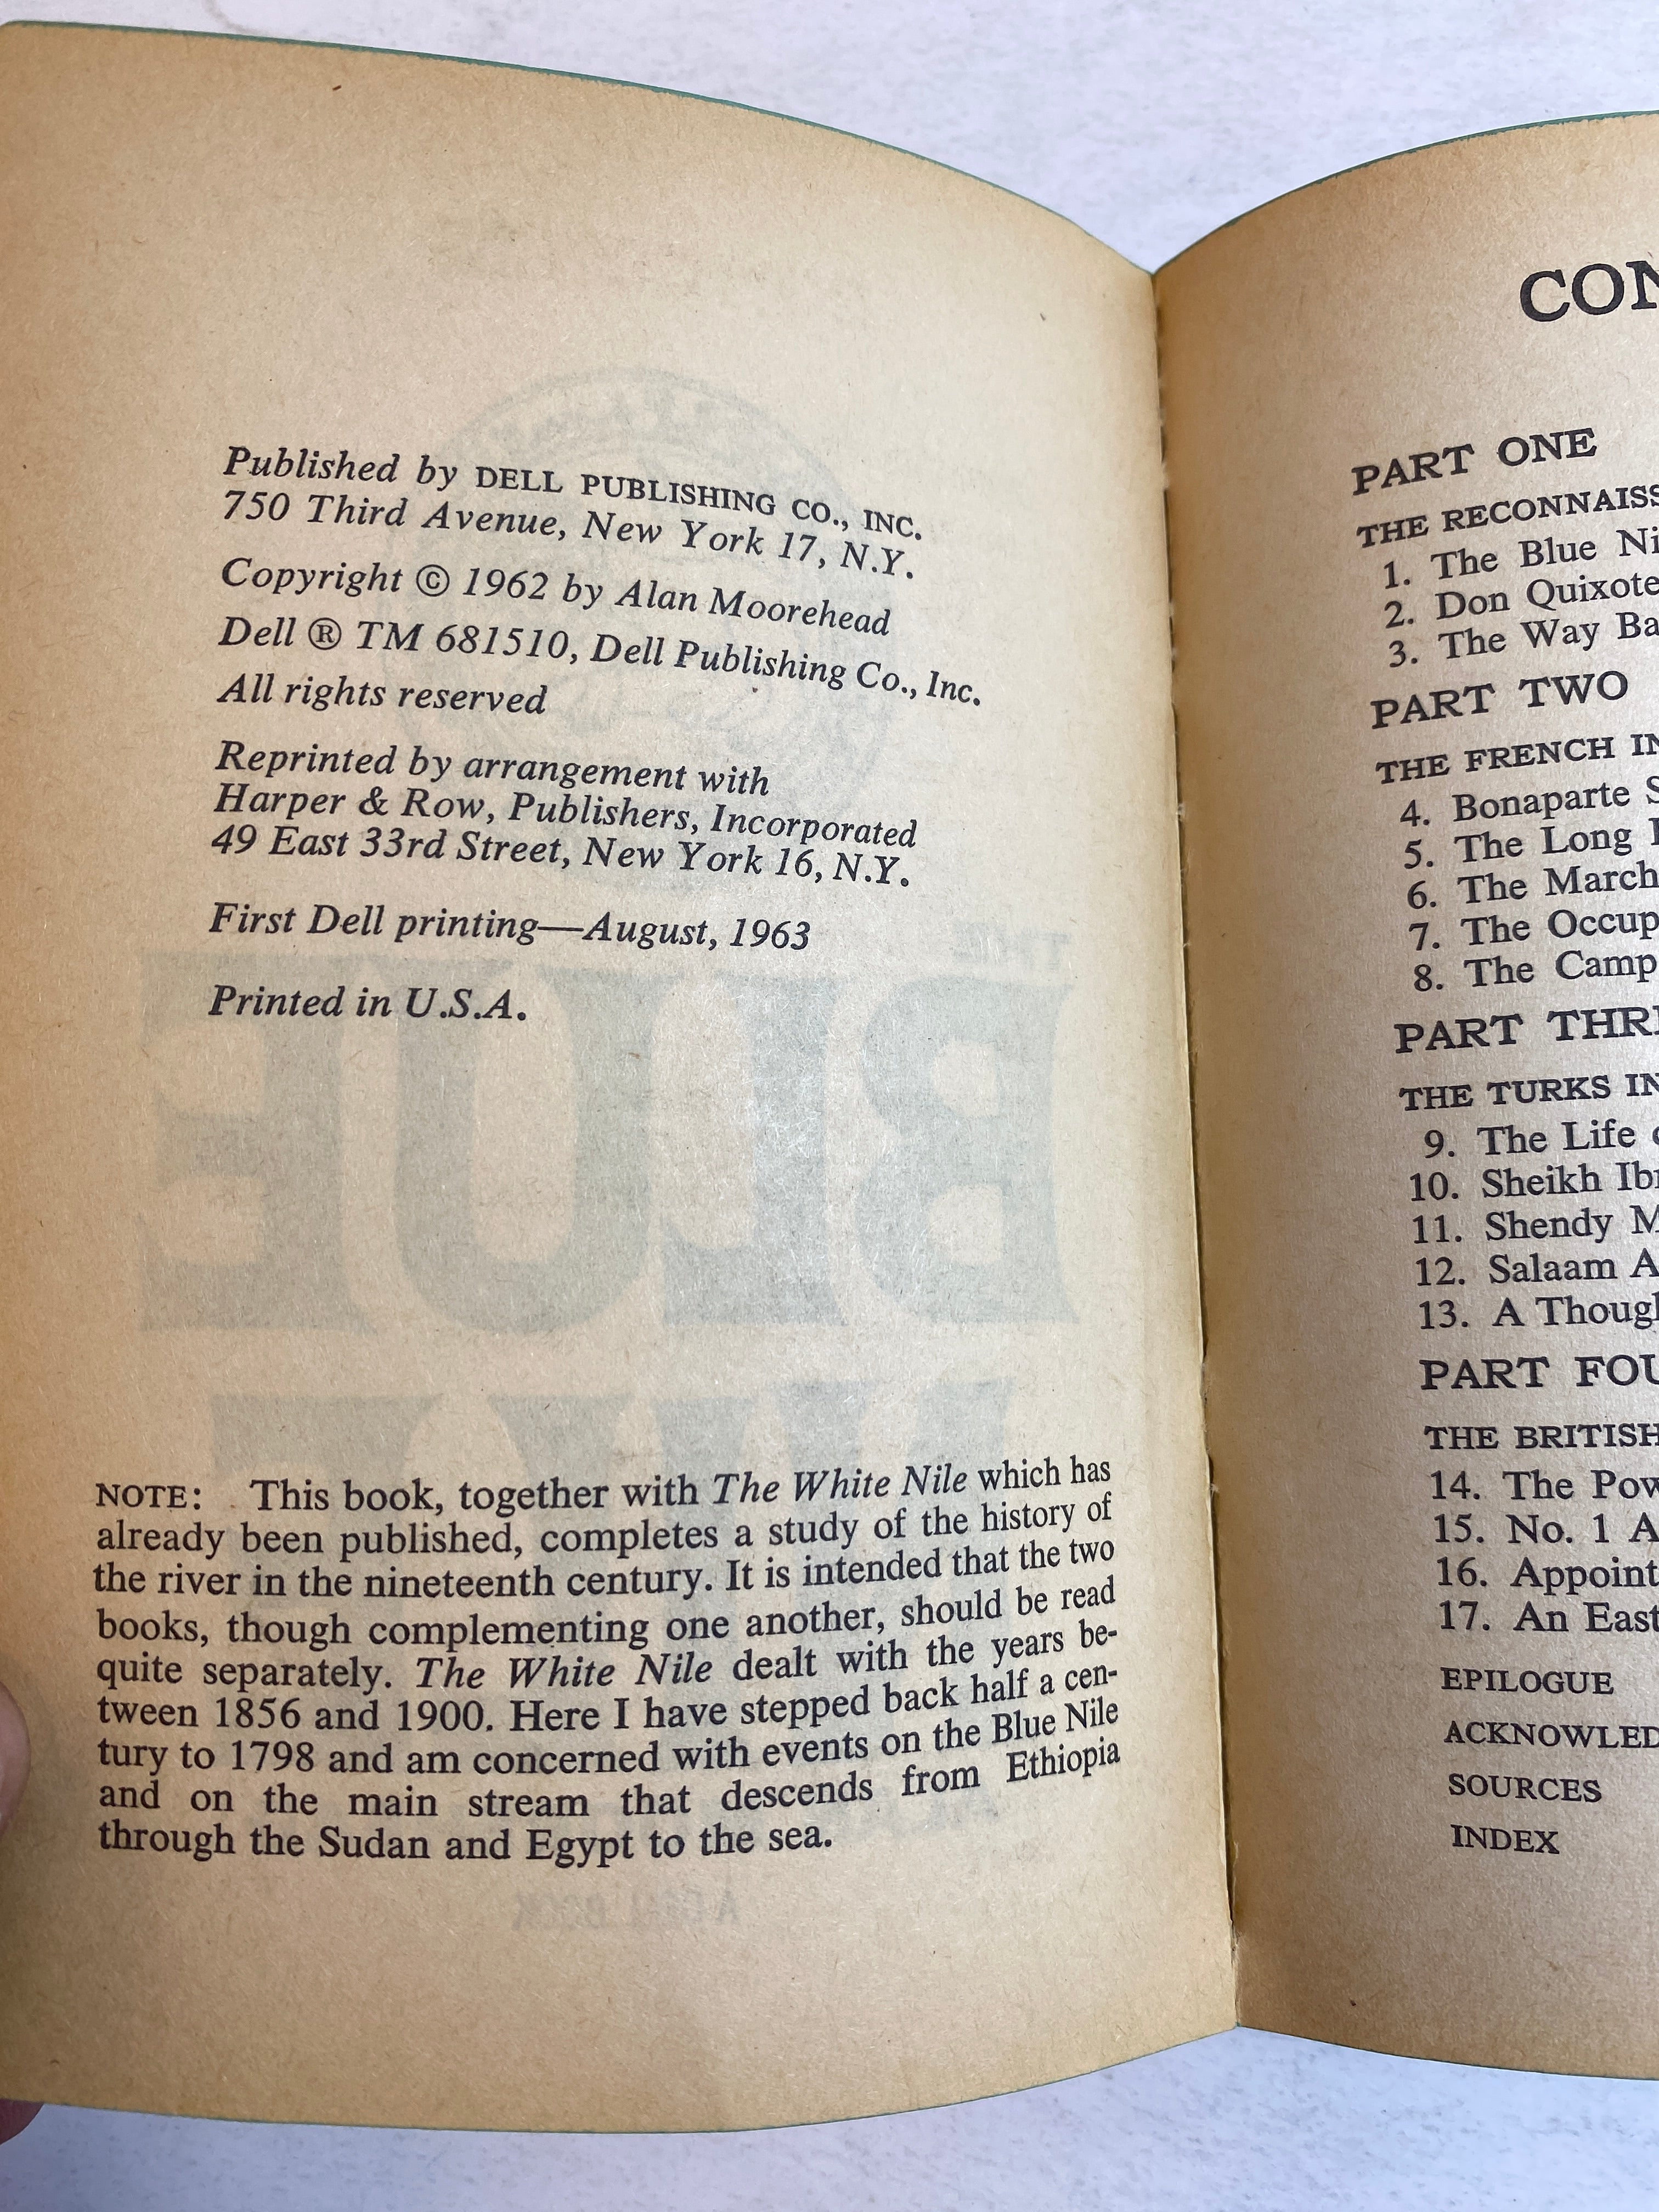 Published by DELL PUBLISHING CO., INC.
750 Third Avenue, New York 17, N.Y.
Copyright © 1962 by Alan Moorehead
Dell ® TM 681510, Dell Publishing Co., Inc.
All rights reserved
Reprinted by arrangement with
Harper & Row, Publishers, Incorporated
49 East 33rd Street, New York 16, N.Y.
First Dell printing—August, 1963
Printed in U.S.A.
NOTE: This book, together with The White Nile which has
already been published, completes a study of the history of
the river in the nineteenth century. It is intended that the two
books, though complementing one another, should be read
quite separately. The White Nile dealt with the years be-
tween 1856 and 1900. Here I have stepped back half a cen-
tury to 1798 and am concerned with events on the Blue Nile
and on the main stream that descends from Ethiopia
through the Sudan and Egypt to the sea.
CON
PART ONE
THE RECONNAISS
1. The Blue Ni
2. Don Quixote
3. The Way Ba
PART TWO
THE FRENCH IN
4. Bonaparte S
5. The Long
6. The March
7. The Occup
8. The Camp
PART THRE
THE TURKS IN
9. The Life o
10. Sheikh Ibr
11. Shendy M
12. Salaam A
13. A Though
PART FOU
THE BRITISH
14. The Pow
15. No. 1 A
16. Appoint
17. An East
EPILOGUE
ACKNOWLED
SOURCES
INDEX